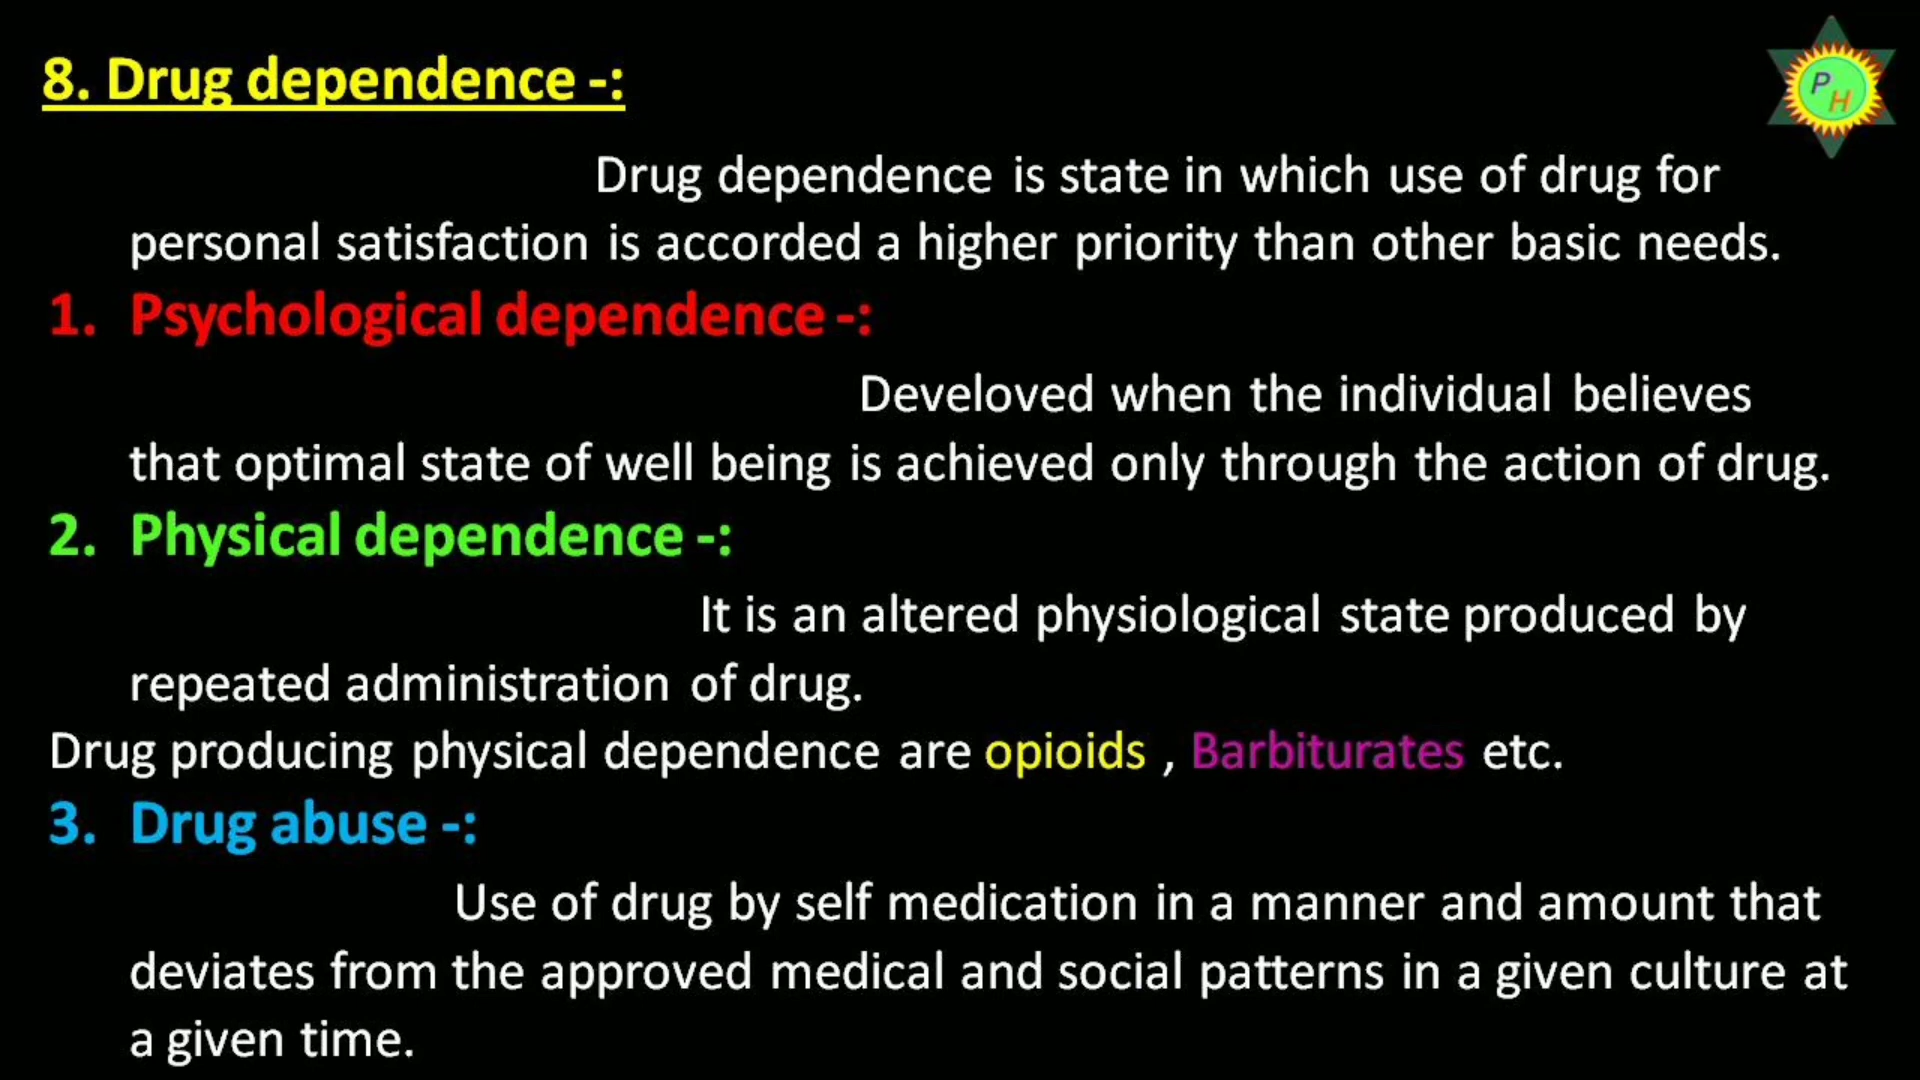 8. Drug dependence -:
P
H
Drug dependence is state in which use of drug for
personal satisfaction is accorded a higher priority than other basic needs.
1. Psychological dependence -:
Develoved when the individual believes
that optimal state of well being is achieved only through the action of drug.
2. Physical dependence -:
It is an altered physiological state produced by
repeated administration of drug.
Drug producing physical dependence are opioids , Barbiturates etc.
3. Drug abuse -:
Use of drug by self medication in a manner and amount that
deviates from the approved medical and social patterns in a given culture at
a given time.